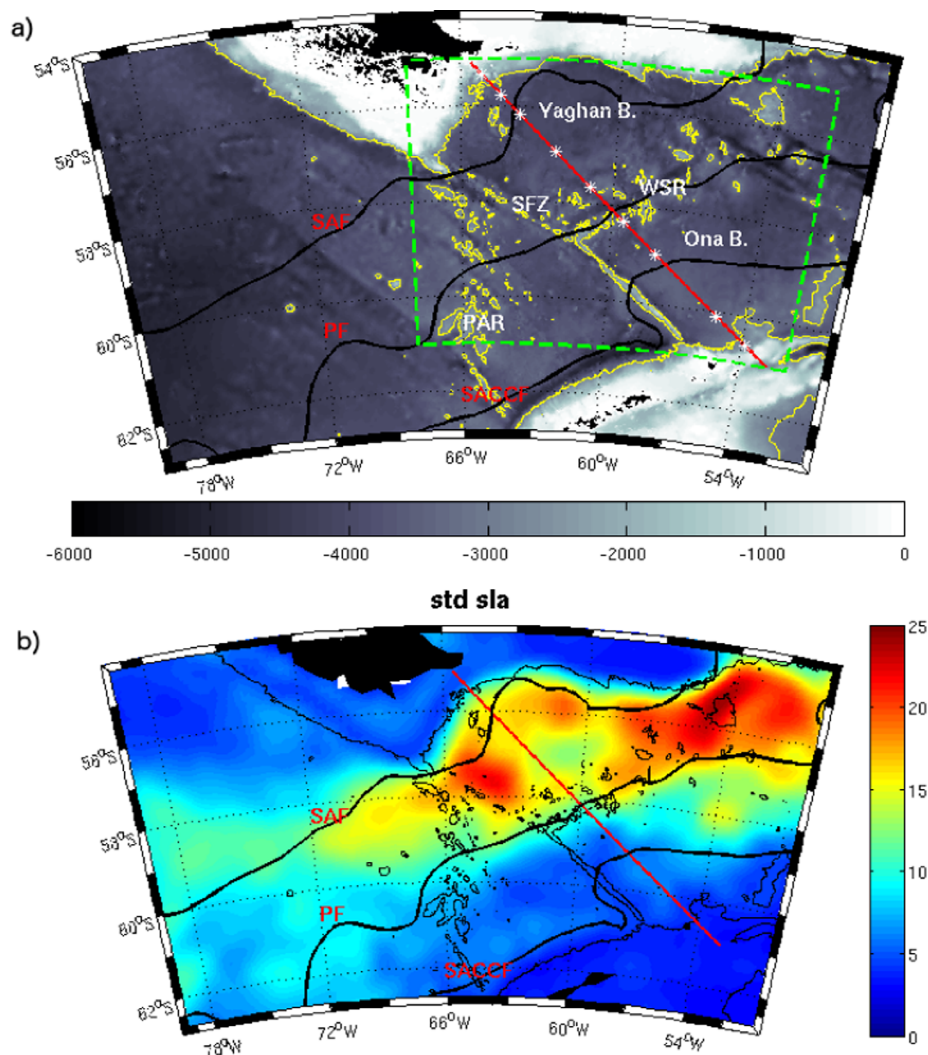 a)
54°S
56°S
58°S
60°S
62°S
Yaghan B.
SFZ
WSR
Ona B.
SAF
PF
PAR
SACCF
78°W
72°W
66°W
60°W
54°W
-6000 -5000 -4000 -3000 -2000 -1000 0
std sla
b)
56°S
58°S
60°S
62°S
SAF
PF
SACCF
78°W
72°W
66°W
60°W
54°W
25
20
15
10
5
0